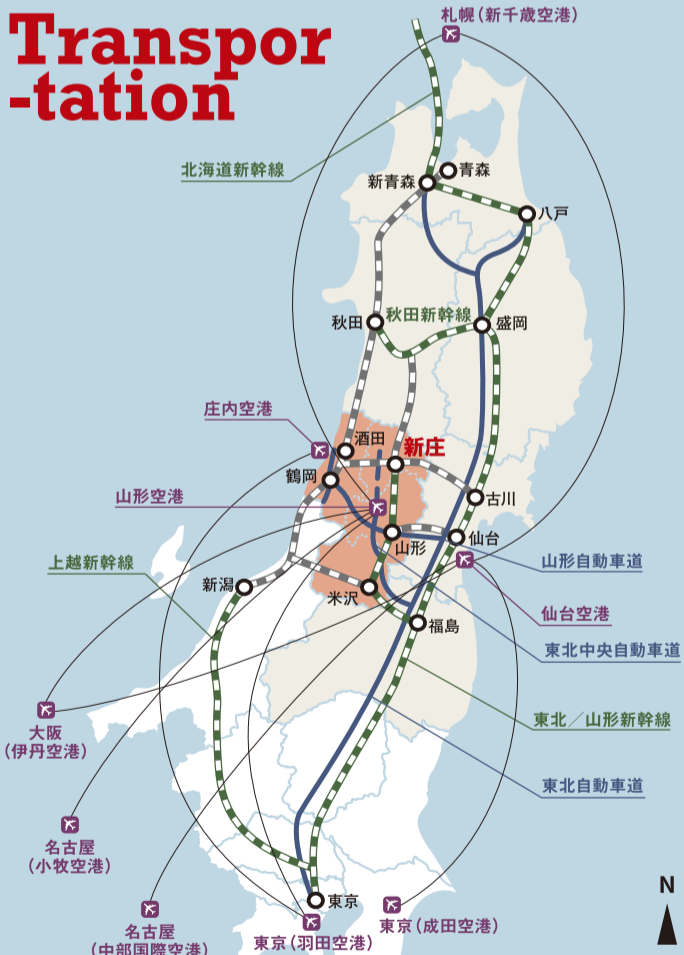 Transpor
-tation
札幌（新千歳空港）
北海道新幹線
青森
新青森
八戸
秋田
秋田新幹線
盛岡
庄内空港
酒田
新庄
鶴岡
山形空港
古川
山形
仙台
山形自動車道
上越新幹線
新潟
米沢
仙台空港
福島
東北中央自動車道
大阪
（伊丹空港）
東北／山形新幹線
東北自動車道
名古屋
（小牧空港）
N
東京
名古屋
（中部国際空港）
東京（羽田空港）
東京（成田空港）